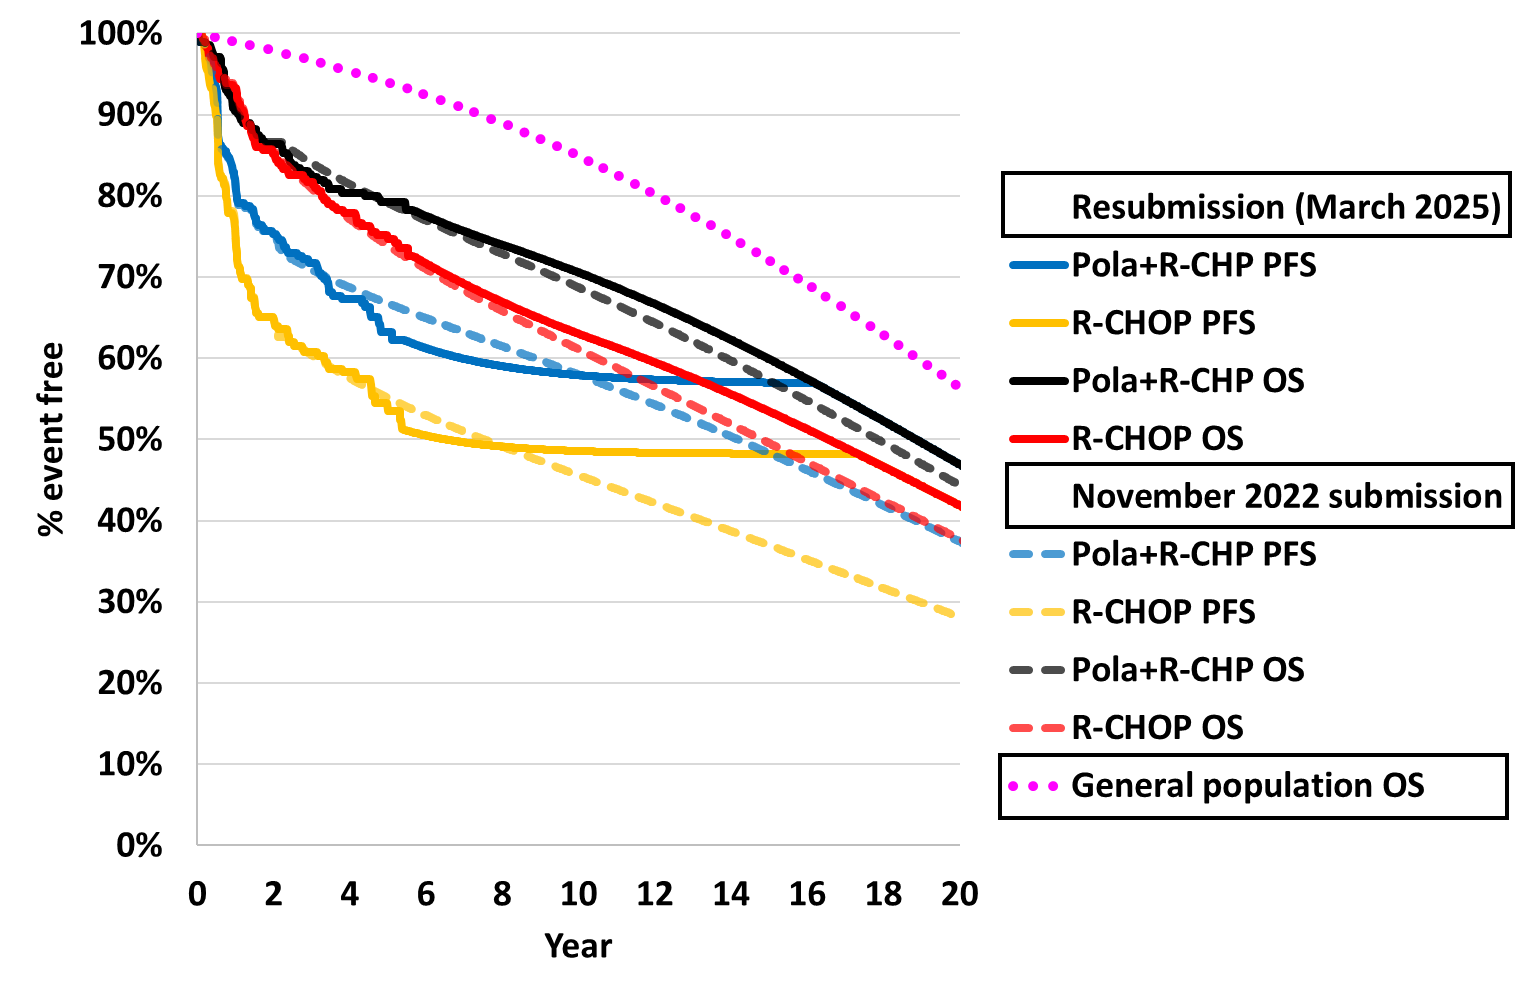 100%
90%
80%
70%
60%
50%
40%
30%
20%
10%
0%
% event free
0 2 4 6 8 10 12 14 16 18 20
Year
Resubmission (March 2025)
Pola+R-CHP PFS
R-CHOP PFS
Pola+R-CHP OS
R-CHOP OS
November 2022 submission
Pola+R-CHP PFS
R-CHOP PFS
Pola+R-CHP OS
R-CHOP OS
General population OS